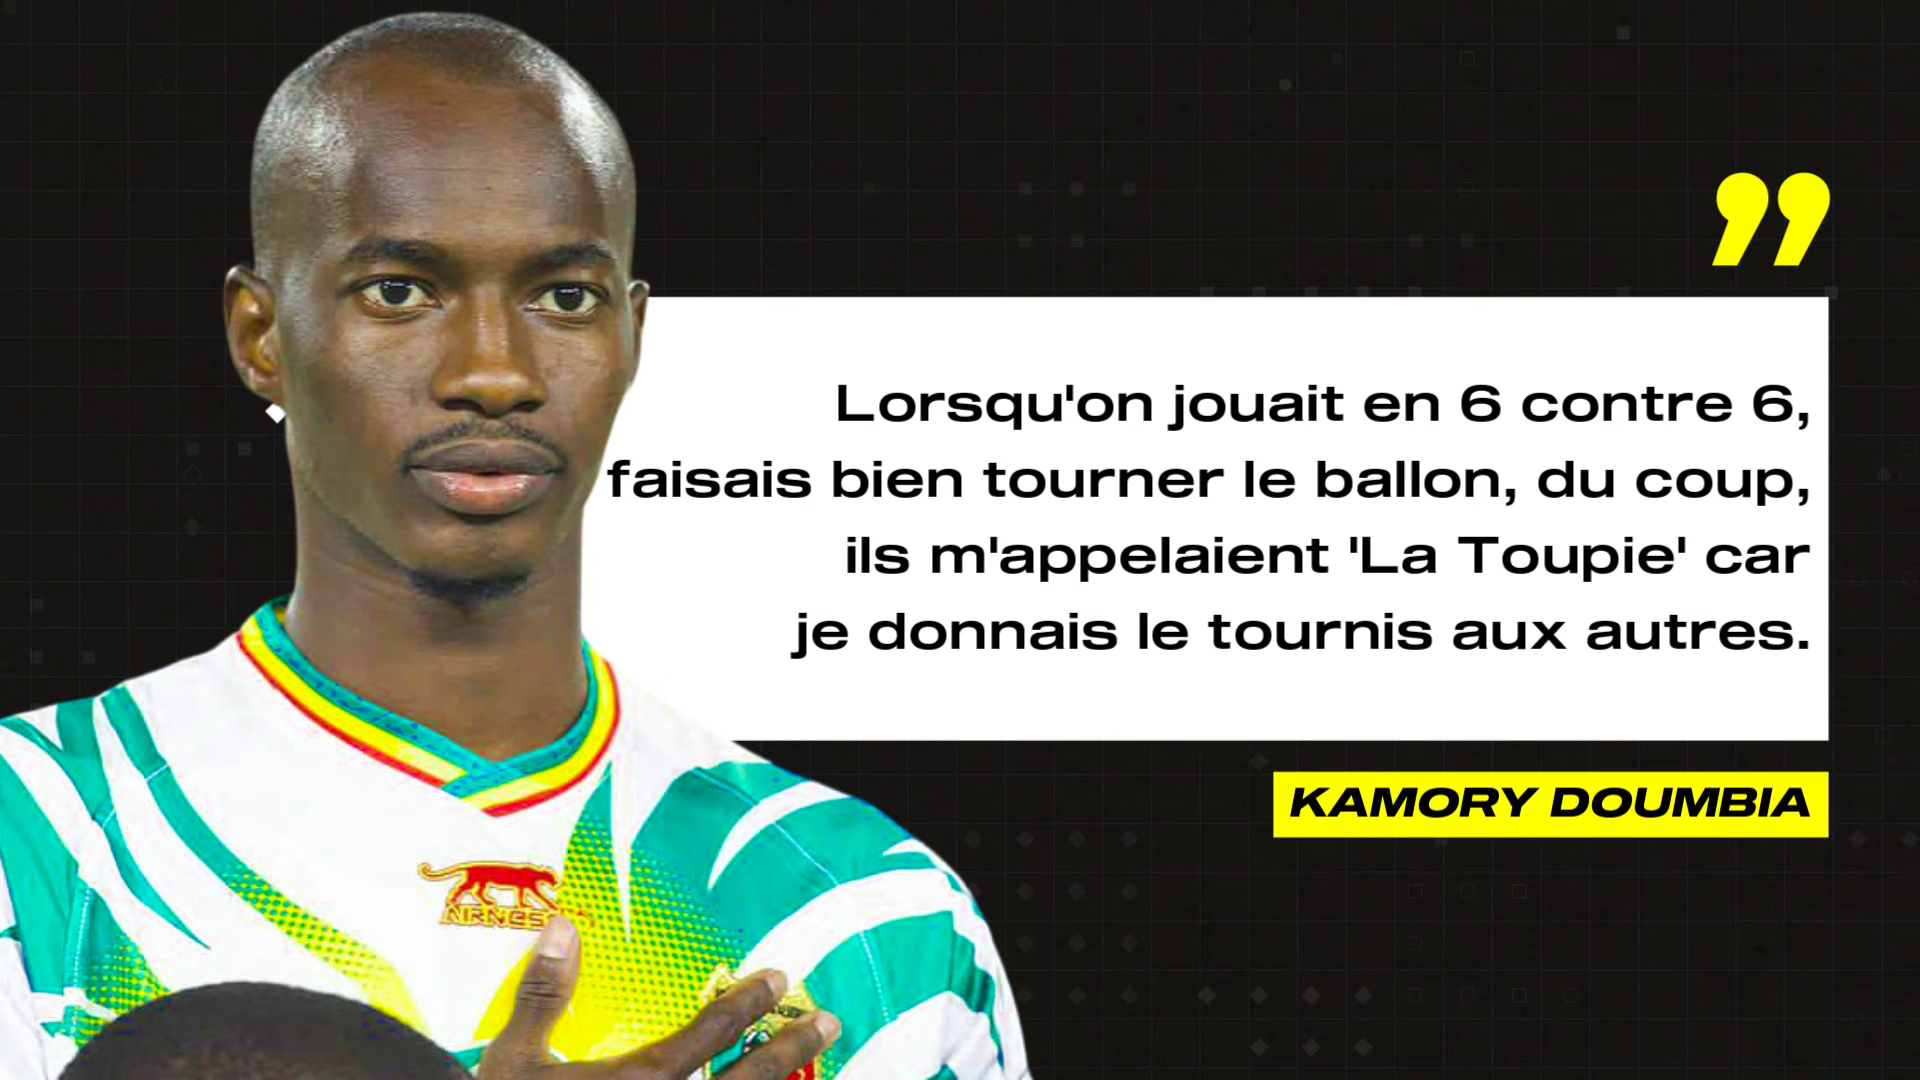 Lorsqu'on jouait en 6 contre 6,
faisais bien tourner le ballon, du coup,
ils m'appelaient 'La Toupie' car
je donnais le tournis aux autres.
KAMORY DOUMBIA